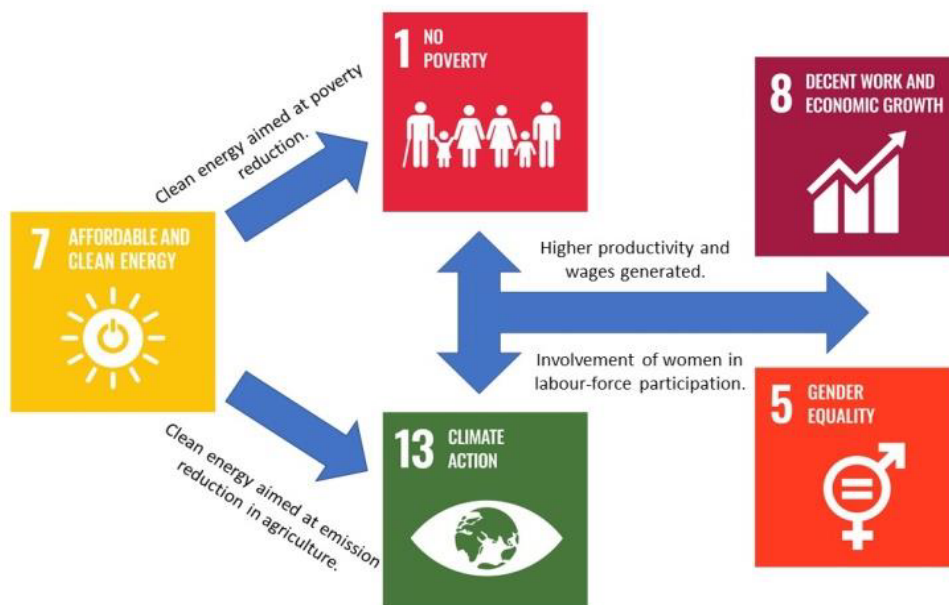 1 NO
POVERTY
8 DECENT WORK AND
ECONOMIC GROWTH
Clean energy aimed at poverty
reduction.
7 AFFORDABLE AND
CLEAN ENERGY
Higher productivity and
wages generated.
Involvement of women in
labour-force participation.
5 GENDER
EQUALITY
13 CLIMATE
ACTION
Clean energy aimed at emission
reduction in agriculture.